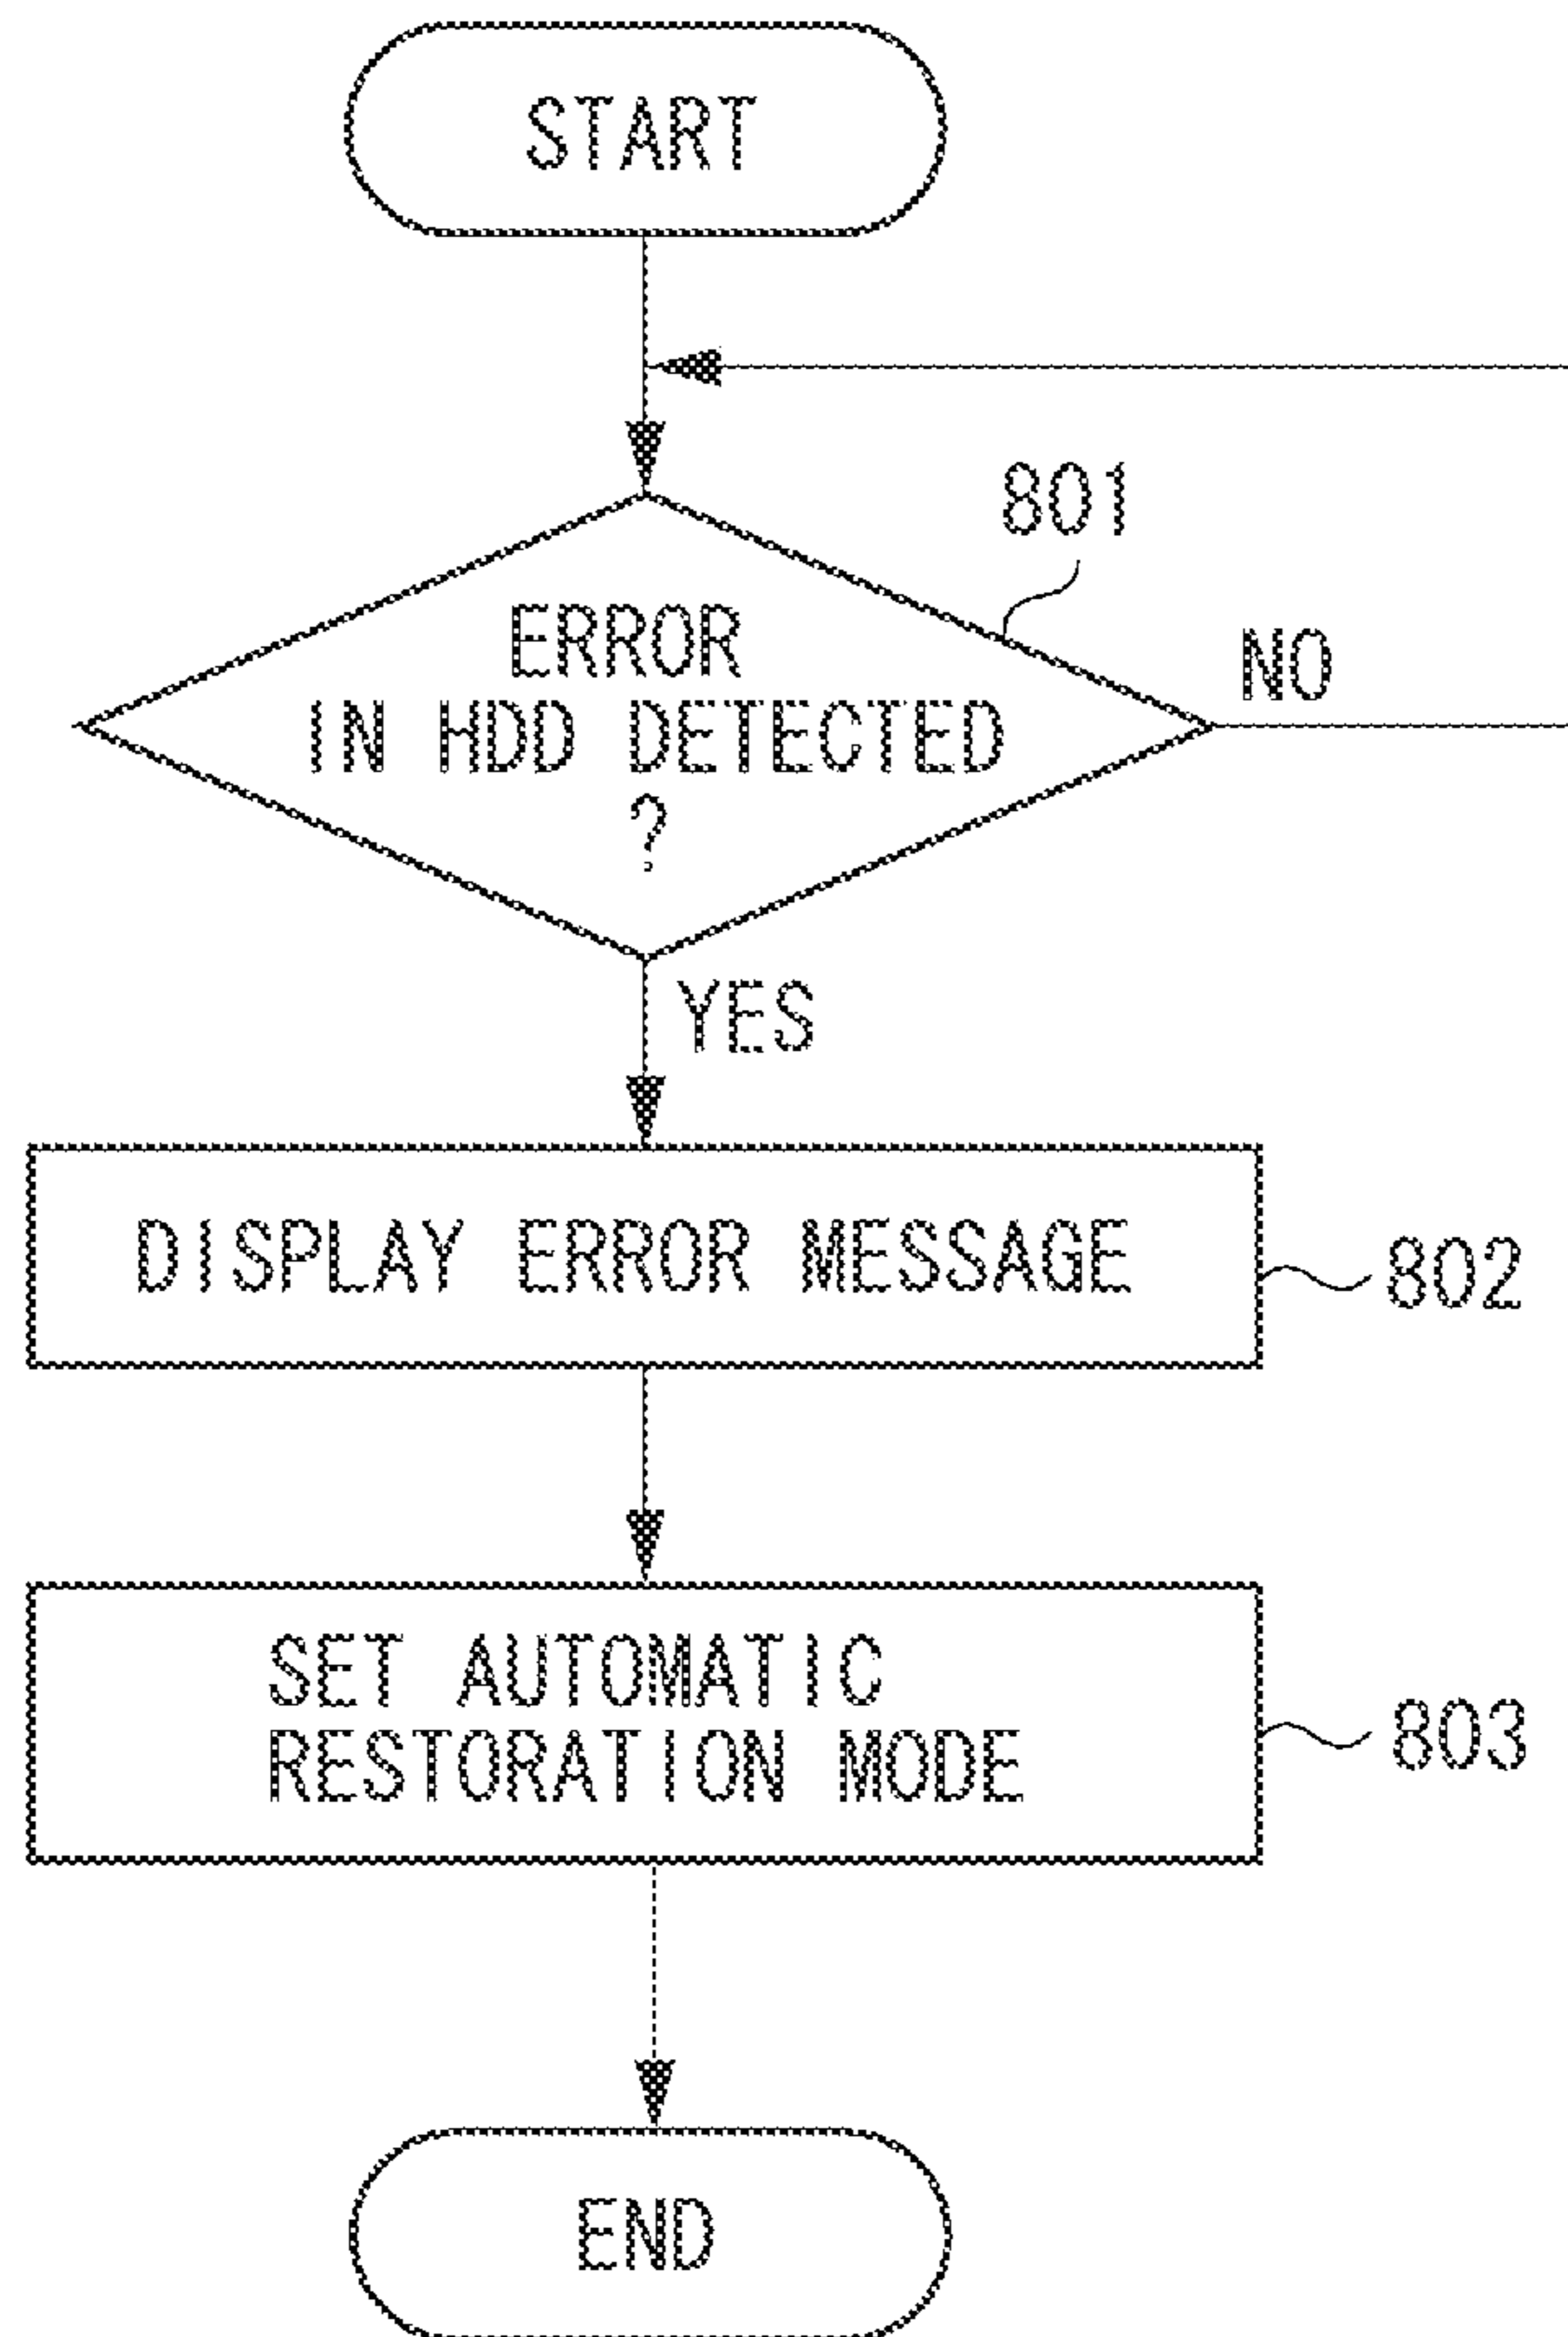 START
801
ERROR
IN HDD DETECTED
?
NO
YES
DISPLAY ERROR MESSAGE
802
SET AUTOMATIC
RESTORATION MODE
803
END